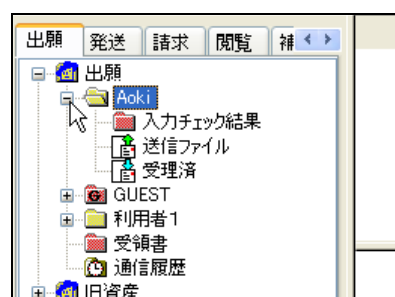 出願 発送 請求 閲覧 補
出願
Aoki
入力チェック結果
送信ファイル
受理済
GUEST
利用者1
受領書
通信履歴
旧資産